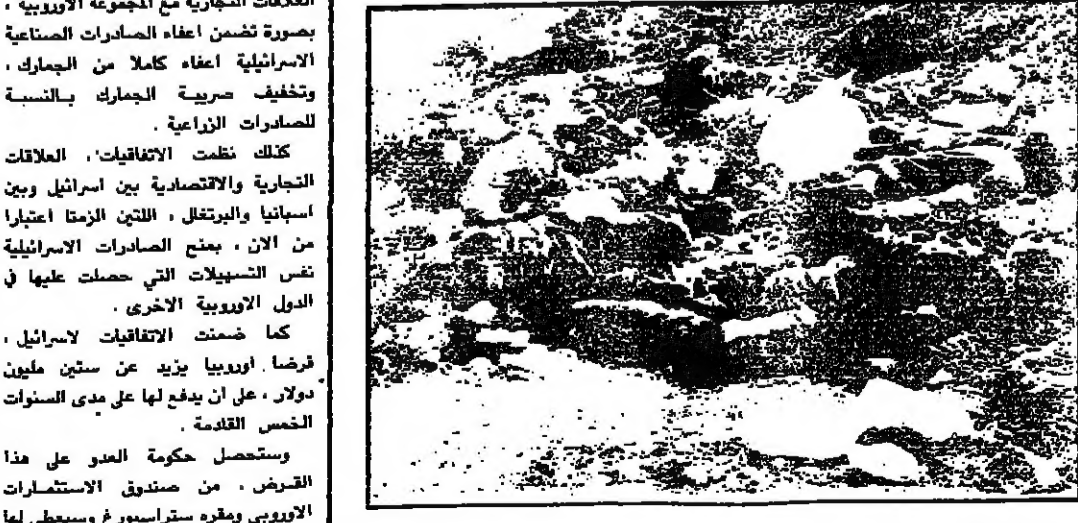 العلاقات التجارية مع المجموعة الاوروبية ،
بصورة تضمن اعفاء الصادرات الصناعية
الاسرائيلية اعفاء كاملا من الجمارك ،
وتخفيف ضريبة الجمارك بالنسبة
للصادرات الزراعية .
كذلك نظمت الاتفاقيات ، العلاقات
التجارية والاقتصادية بين اسرائيل وبين
اسبانيا والبرتغال ، اللتين الزمتا اعتبارا
من الان ، بمنح الصادرات الاسرائيلية
نفس التسهيلات التي حصلت عليها في
الدول الاوروبية الاخرى .
كما ضمنت الاتفاقيات لاسرائيل ،
قرضا اوروبيا يزيد عن ستين مليون
دولار ، على ان يدفع لها على مدى السنوات
الخمس القادمة .
وستحصل حكومة العدو على هذا
القرض ، من صندوق الاستثمارات
الاوروبي ومقره ستراسبورغ وسيعطى لها